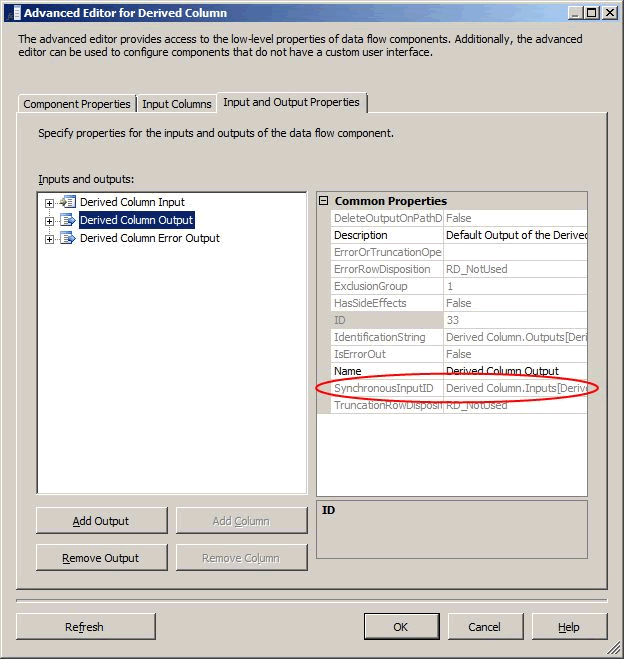 Advanced Editor for Derived Column
The advanced editor provides access to the low-level properties of data flow components. Additionally, the advanced
editor can be used to configure components that do not have a custom user interface.
Component Properties Input Columns Input and Output Properties
Specify properties for the inputs and outputs of the data flow component.
Inputs and outputs:
Derived Column Input
Derived Column Output
Derived Column Error Output
Common Properties
DeleteOutputOnPathD False
Description Default Output of the Derived
ErrorOrTruncationOpe
ErrorRowDisposition RD_NotUsed
ExclusionGroup 1
HasSideEffects False
ID 33
IdentificationString Derived Column.Outputs[Deri
IsErrorOut False
Name Derived Column Output
SynchronousInputID Derived Column.Inputs[Derive
TruncationRowDisposit RD_NotUsed
ID
Add Output Add Column
Remove Output Remove Column
Refresh OK Cancel Help